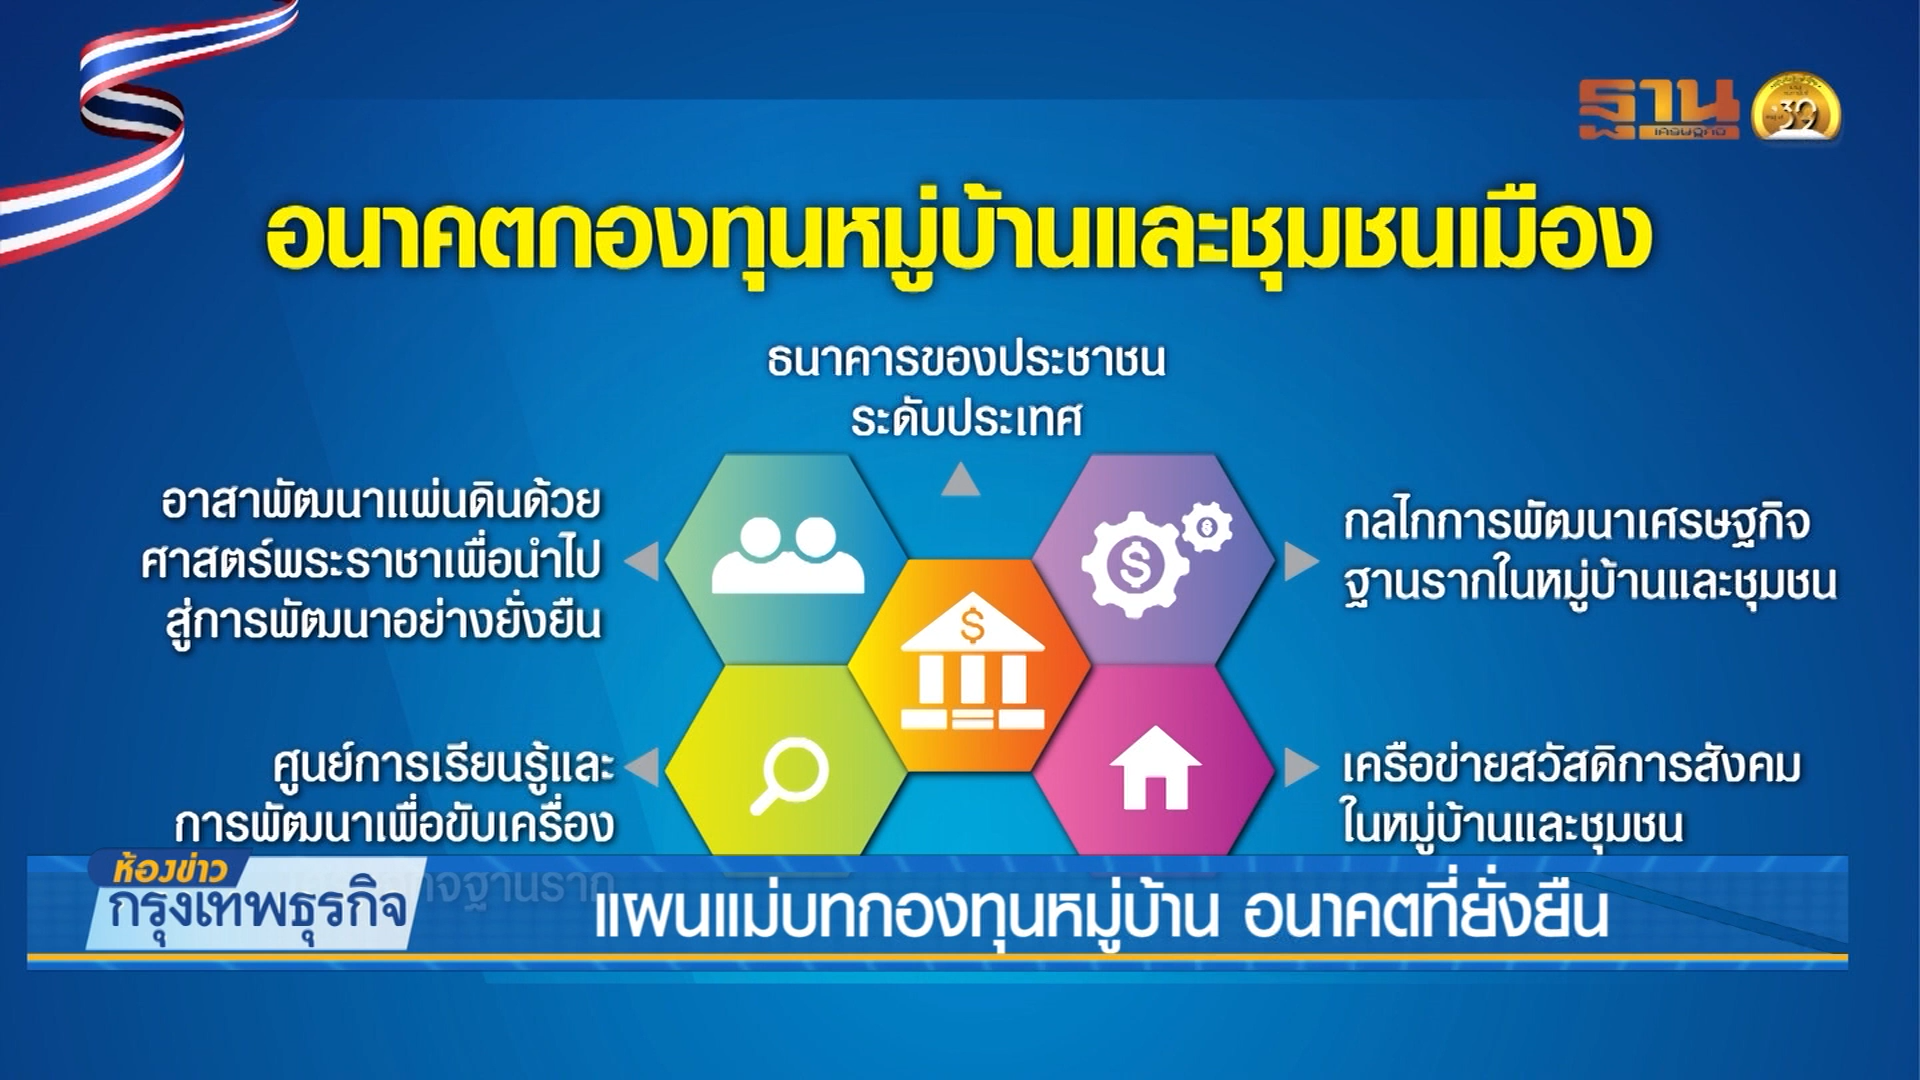 ฐาน
เศรษฐกิจ
39
อนาคตกองทุนหมู่บ้านและชุมชนเมือง
ธนาคารของประชาชน
ระดับประเทศ
อาสาพัฒนาแผ่นดินด้วย
ศาสตร์พระราชาเพื่อนำไป
สู่การพัฒนาอย่างยั่งยืน
กลไกการพัฒนาเศรษฐกิจ
ฐานรากในหมู่บ้านและชุมชน
ศูนย์การเรียนรู้และ
การพัฒนาเพื่อขับเครื่อง
เครือข่ายสวัสดิการสังคม
ในหมู่บ้านและชุมชน
ห้องข่าว
กรุงเทพธุรกิจ
แผนแม่บทกองทุนหมู่บ้าน อนาคตที่ยั่งยืน